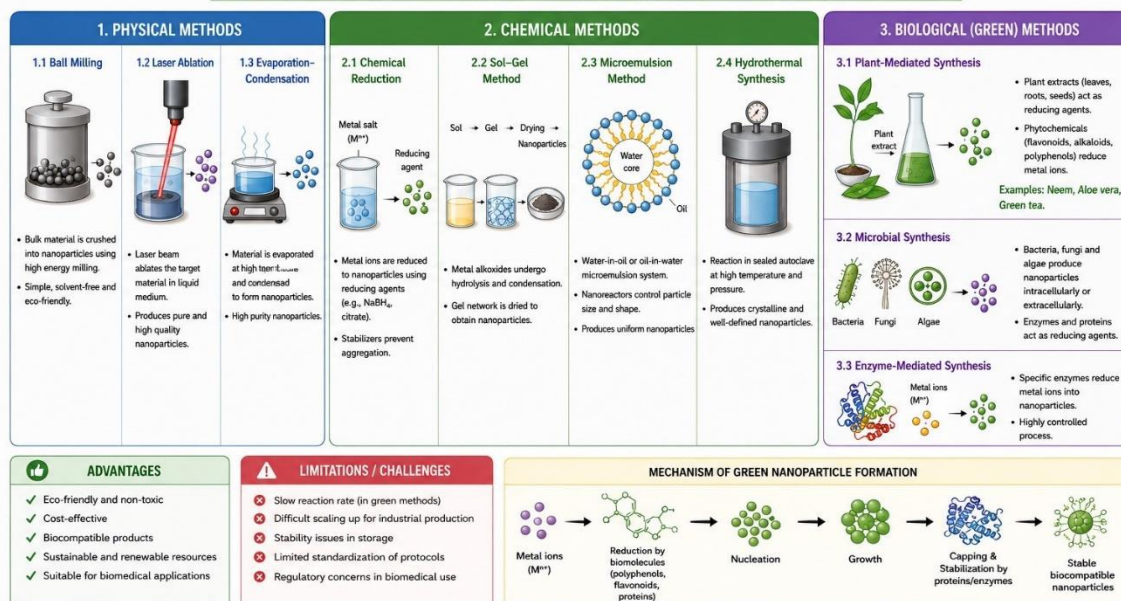 1. PHYSICAL METHODS
1.1 Ball Milling
• Bulk material is crushed
into nanoparticles using
high energy milling.
• Simple, solvent-free and
eco-friendly.
1.2 Laser Ablation
• Laser beam
ablates the target
material in liquid
medium.
• Produces pure and
high quality
nanoparticles.
1.3 Evaporation–
Condensation
• Material is evaporated
at high
and condensed
to form nanoparticles.
• High purity nanoparticles.
2. CHEMICAL METHODS
2.1 Chemical
Reduction
Metal salt
(Mⁿ⁺)
Reducing
agent
• Metal ions are reduced
to nanoparticles using
reducing agents
(e.g., NaBH₄,
citrate).
• Stabilizers prevent
aggregation.
2.2 Sol–Gel
Method
Sol → Gel → Drying →
Nanoparticles
• Metal alkoxides undergo
hydrolysis and condensation.
• Gel network is dried to
obtain nanoparticles.
2.3 Microemulsion
Method
Water
core
Oil
• Water-in-oil or oil-in-water
microemulsion system.
• Nanoreactors control particle
size and shape.
• Produces uniform nanoparticles
2.4 Hydrothermal
Synthesis
• Reaction in sealed autoclave
at high temperature and
pressure.
• Produces crystalline and
well-defined nanoparticles.
3. BIOLOGICAL (GREEN) METHODS
3.1 Plant-Mediated Synthesis
Plant
extract
• Plant extracts (leaves,
roots, seeds) act as
reducing agents.
• Phytochemicals
(flavonoids, alkaloids,
polyphenols) reduce
metal ions.
Examples: Neem, Aloe vera,
Green tea.
3.2 Microbial Synthesis
Bacteria Fungi Algae
• Bacteria, fungi and
algae produce
nanoparticles
intracellularly or
extracellularly.
• Enzymes and proteins
act as reducing agents.
3.3 Enzyme-Mediated Synthesis
Metal ions
(Mⁿ⁺)
• Specific enzymes reduce
metal ions into
nanoparticles.
• Highly controlled
process.
ADVANTAGES
✓ Eco-friendly and non-toxic
✓ Cost-effective
✓ Biocompatible products
✓ Sustainable and renewable resources
✓ Suitable for biomedical applications
LIMITATIONS / CHALLENGES
Slow reaction rate (in green methods)
Difficult scaling up for industrial production
Stability issues in storage
Limited standardization of protocols
Regulatory concerns in biomedical use
MECHANISM OF GREEN NANOPARTICLE FORMATION
Metal ions
(Mⁿ⁺)
Reduction by
biomolecules
(polyphenols,
flavonoids,
proteins)
Nucleation
Growth
Capping &
Stabilization by
proteins/enzymes
Stable
biocompatible
nanoparticles